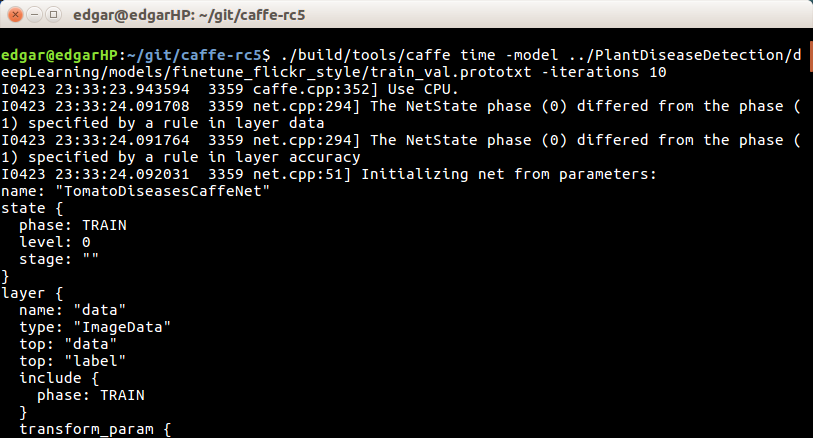 edgar@edgarHP: ~/git/caffe-rc5
edgar@edgarHP:~/git/caffe-rc5$ ./build/tools/caffe time -model ../PlantDiseaseDetection/d
eepLearning/models/finetune_flickr_style/train_val.prototxt -iterations 10
I0423 23:33:23.943594  3359 caffe.cpp:352] Use CPU.
I0423 23:33:24.091708  3359 net.cpp:294] The NetState phase (0) differed from the phase (
1) specified by a rule in layer data
I0423 23:33:24.091764  3359 net.cpp:294] The NetState phase (0) differed from the phase (
1) specified by a rule in layer accuracy
I0423 23:33:24.092031  3359 net.cpp:51] Initializing net from parameters:
name: "TomatoDiseasesCaffeNet"
state {
  phase: TRAIN
  level: 0
  stage: ""
}
layer {
  name: "data"
  type: "ImageData"
  top: "data"
  top: "label"
  include {
    phase: TRAIN
  }
  transform_param {